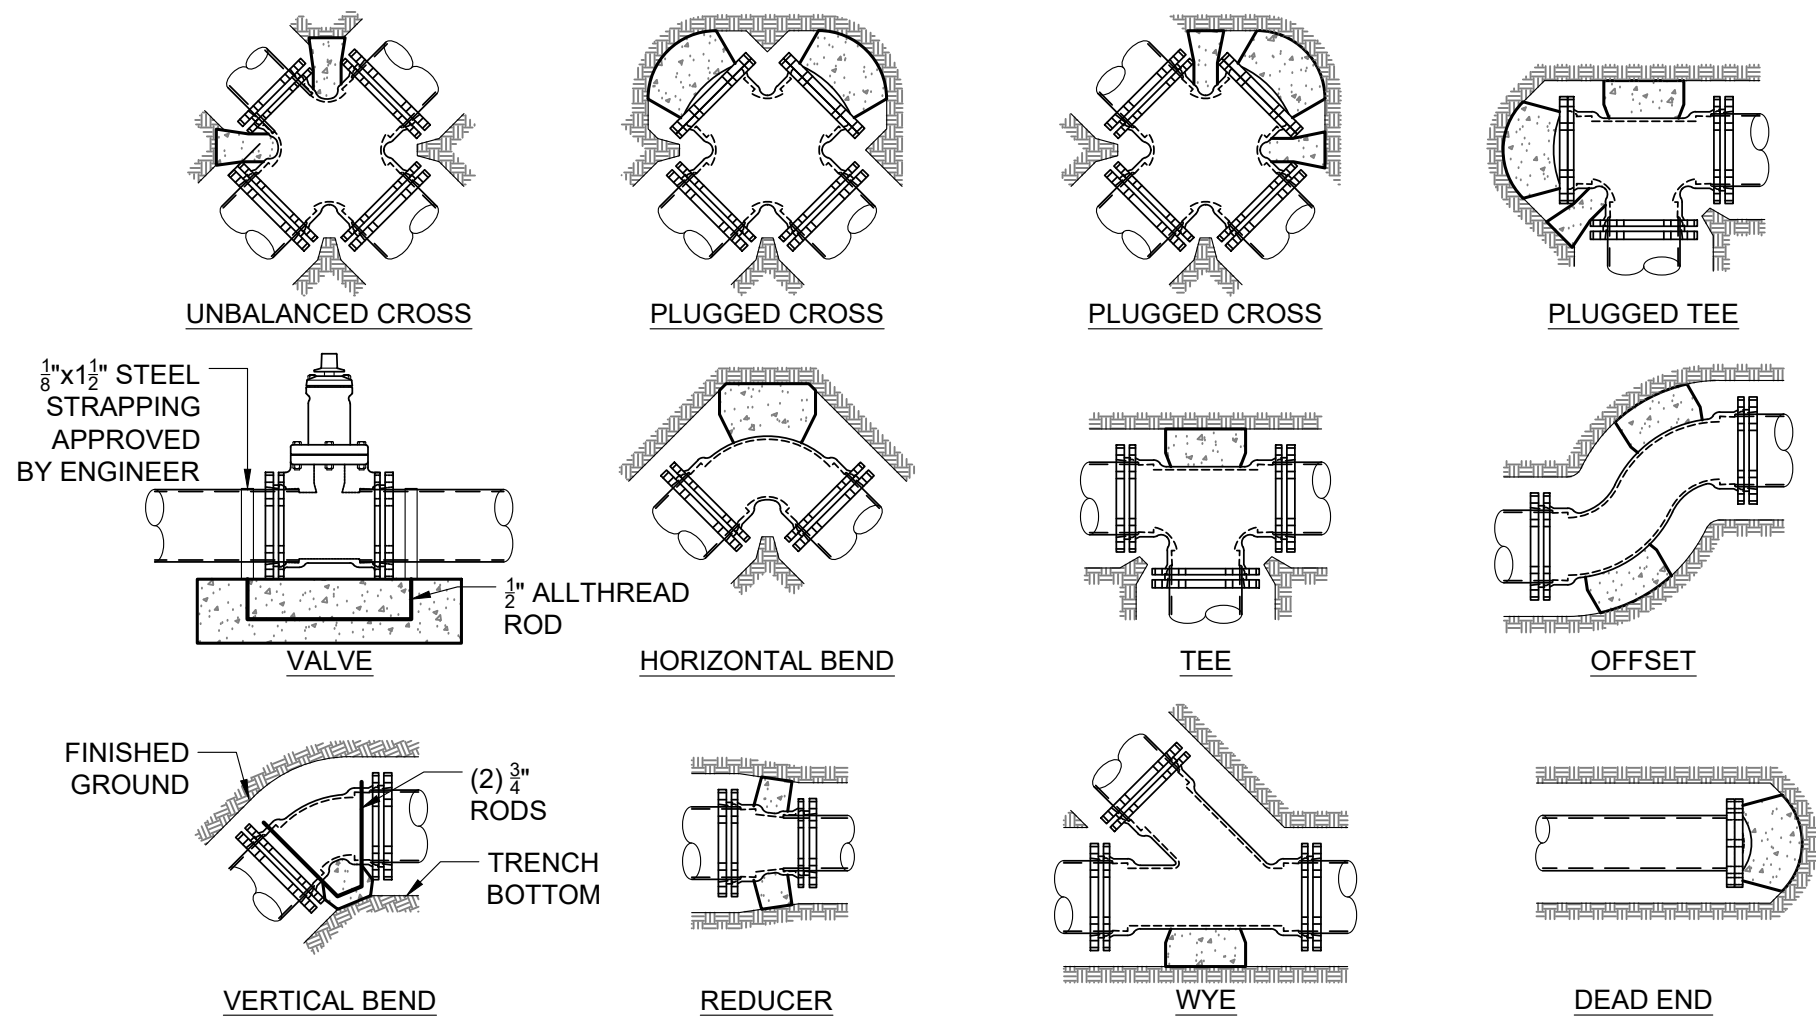 UNBALANCED CROSS
PLUGGED CROSS
PLUGGED CROSS
PLUGGED TEE
1/8"x1 1/2" STEEL
STRAPPING
APPROVED
BY ENGINEER
1/2" ALLTHREAD
ROD
VALVE
HORIZONTAL BEND
TEE
OFFSET
FINISHED
GROUND
(2) 3/4"
RODS
TRENCH
BOTTOM
VERTICAL BEND
REDUCER
WYE
DEAD END